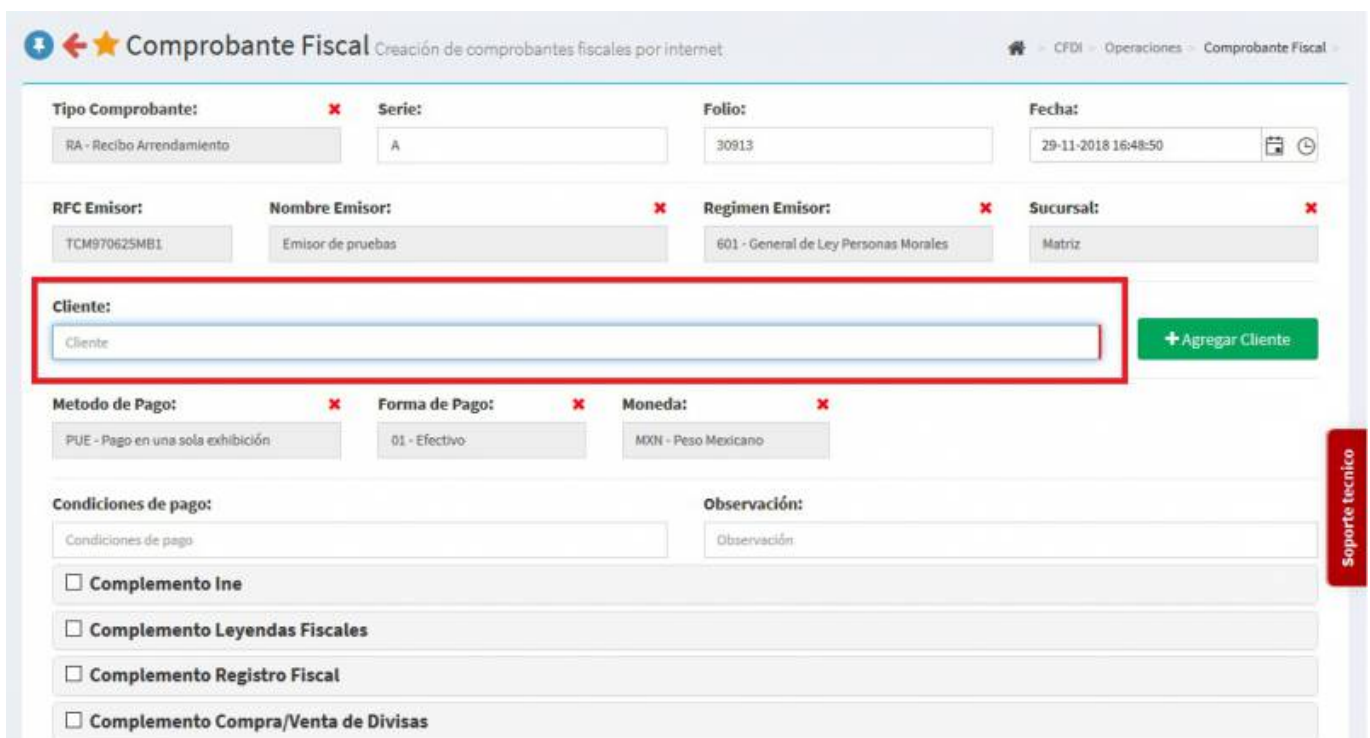 Comprobante Fiscal Creación de comprobantes fiscales por internet
CFDI Operaciones Comprobante Fiscal
Tipo Comprobante: Serie: Folio: Fecha:
RA - Recibo Arrendamiento A 30913 29-11-2018 16:48:50
RFC Emisor: Nombre Emisor: Regimen Emisor: Sucursal:
TCM970625MB1 Emisor de pruebas 601 - General de Ley Personas Morales Matriz
Cliente:
Cliente
+ Agregar Cliente
Metodo de Pago: Forma de Pago: Moneda:
PUE - Pago en una sola exhibición 01 - Efectivo MXN - Peso Mexicano
Condiciones de pago: Observación:
Condiciones de pago Observación
Complemento Ine
Complemento Leyendas Fiscales
Complemento Registro Fiscal
Complemento Compra/Venta de Divisas
Soporte tecnico